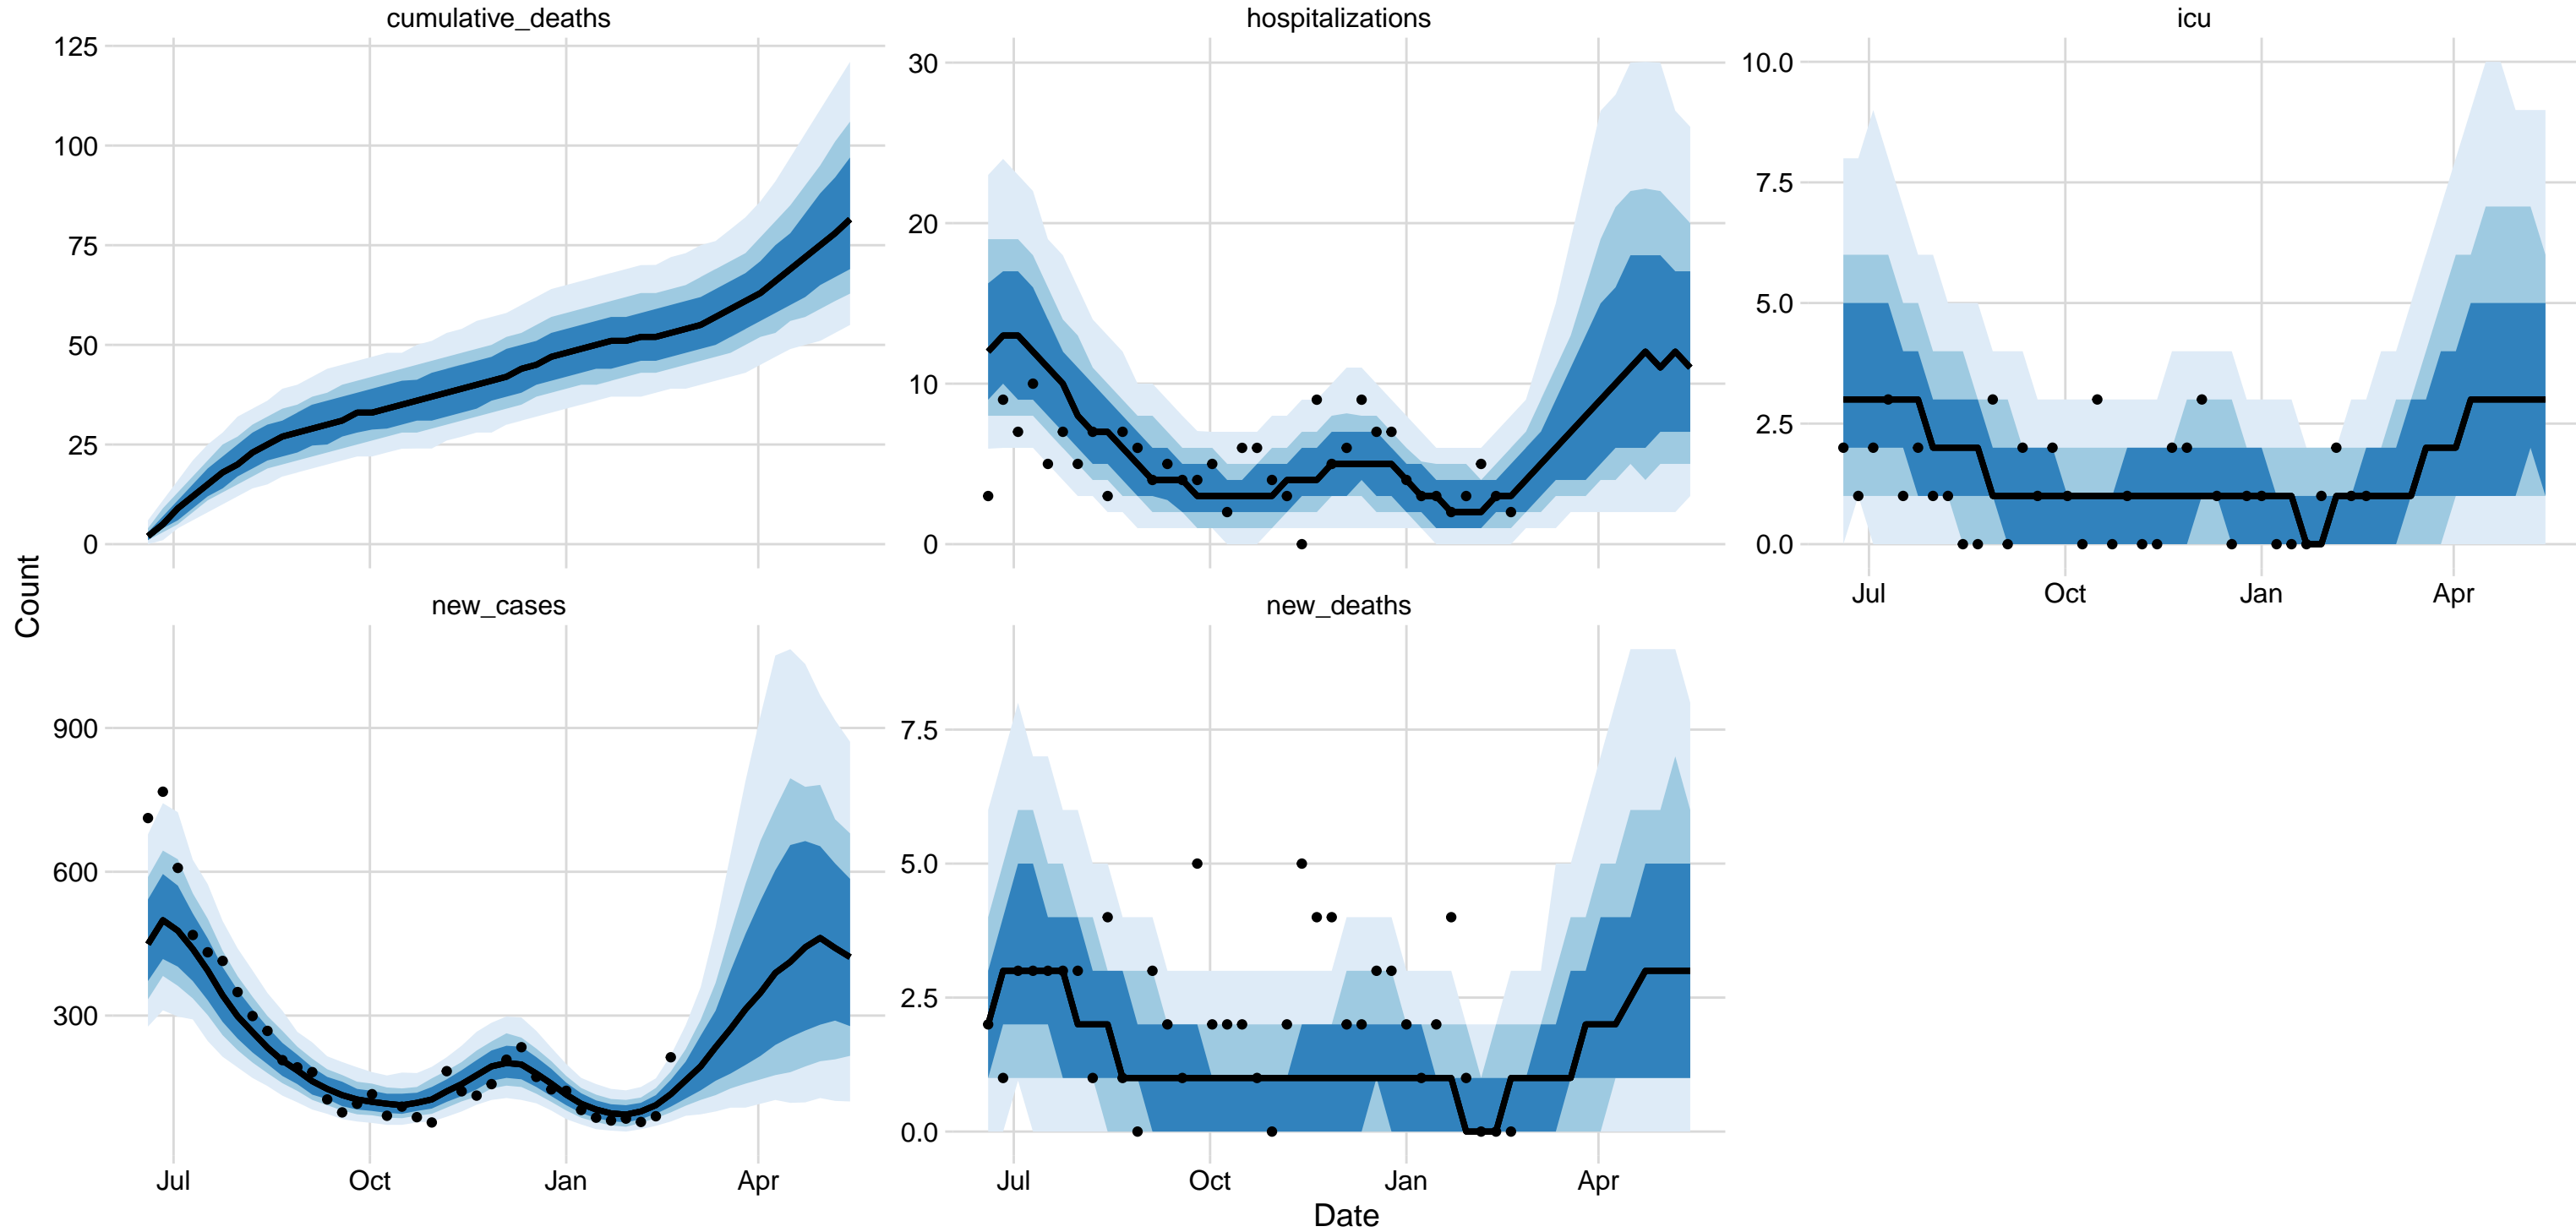 cumulative_deaths
hospitalizations
icu
125
100
75
50
25
0
30
20
10
0
10.0
7.5
5.0
2.5
0.0
Jul Oct Jan Apr
Count
new_cases
new_deaths
900
600
300
7.5
5.0
2.5
0.0
Jul Oct Jan Apr
Jul Oct Jan Apr
Date